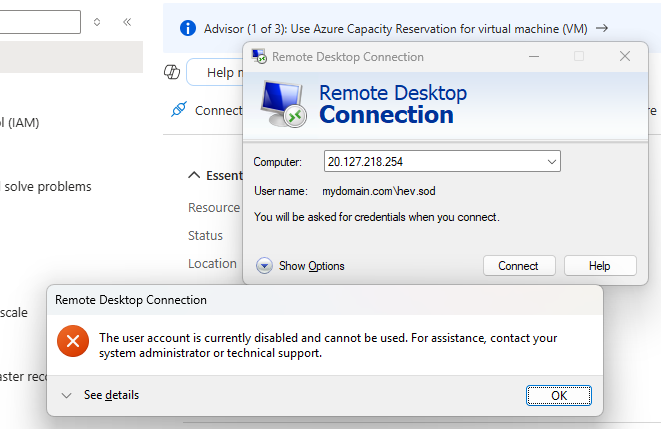 Advisor (1 of 3): Use Azure Capacity Reservation for virtual machine (VM) →
Remote Desktop Connection
Help
Remote Desktop
Connection
Connect
(IAM)
Computer:
20.127.218.254
solve problems
Essent
User name:
mydomain.com\hev.sod
Resource
You will be asked for credentials when you connect.
Status
Location
Show Options
Connect
Help
Remote Desktop Connection
scale
The user account is currently disabled and cannot be used. For assistance, contact your
system administrator or technical support.
aster reco
See details
OK